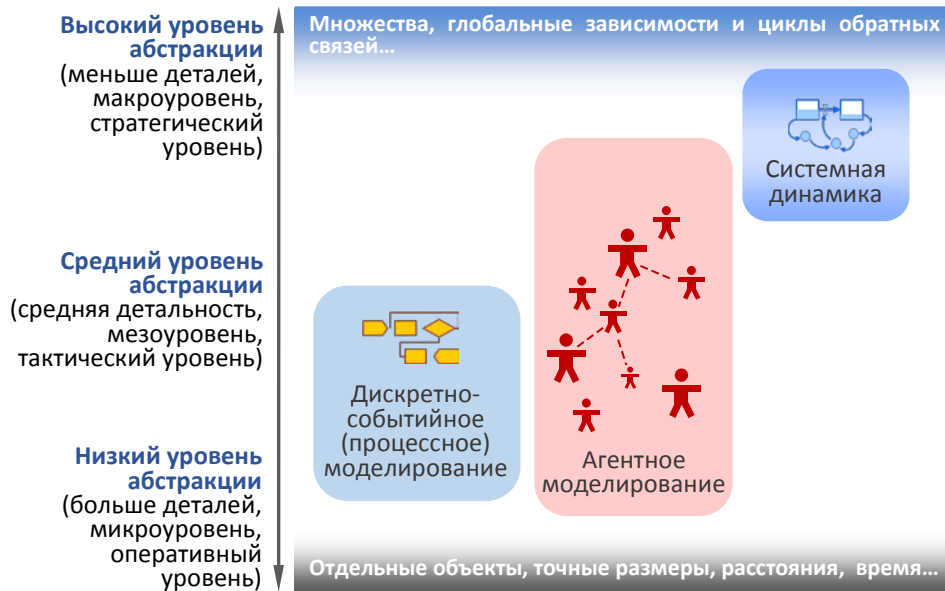 Высокий уровень
абстракции
(меньше деталей,
макроуровень,
стратегический
уровень)
Средний уровень
абстракции
(средняя детальность,
мезоуровень,
тактический уровень)
Низкий уровень
абстракции
(больше деталей,
микроуровень,
оперативный
уровень)
Множества, глобальные зависимости и циклы обратных
связей…
Системная
динамика
Дискретно-
событийное
(процессное)
моделирование
Агентное
моделирование
Отдельные объекты, точные размеры, расстояния, время…